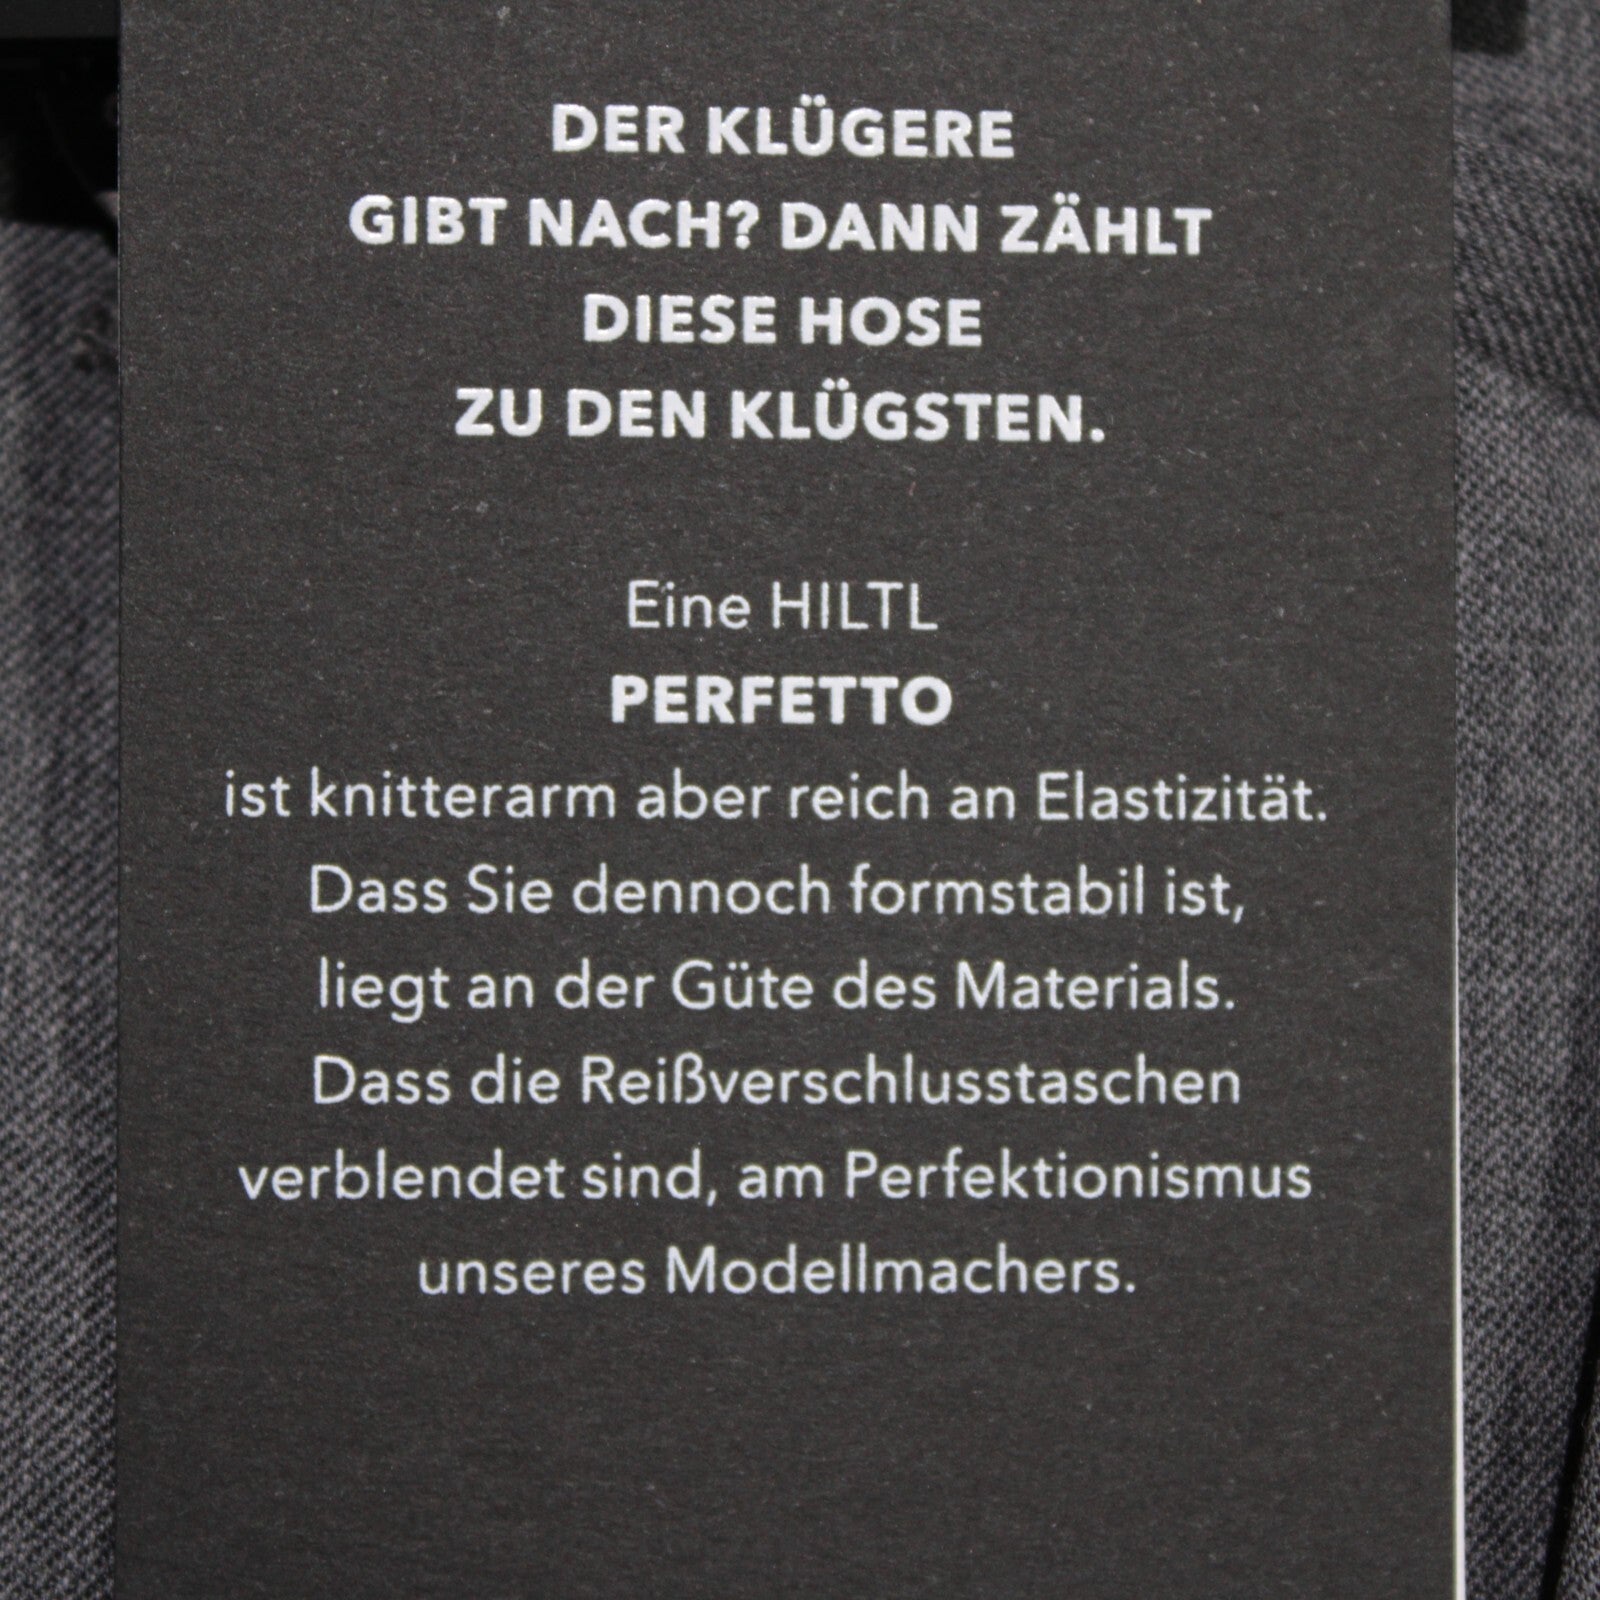 DER KLÜGERE
GIBT NACH? DANN ZÄHLT
DIESE HOSE
ZU DEN KLÜGSTEN.
Eine HILTL
PERFETTO
ist knitterarm aber reich an Elastizität.
Dass Sie dennoch formstabil ist,
liegt an der Güte des Materials.
Dass die Reißverschlusstaschen
verblendet sind, am Perfektionismus
unseres Modellmachers.